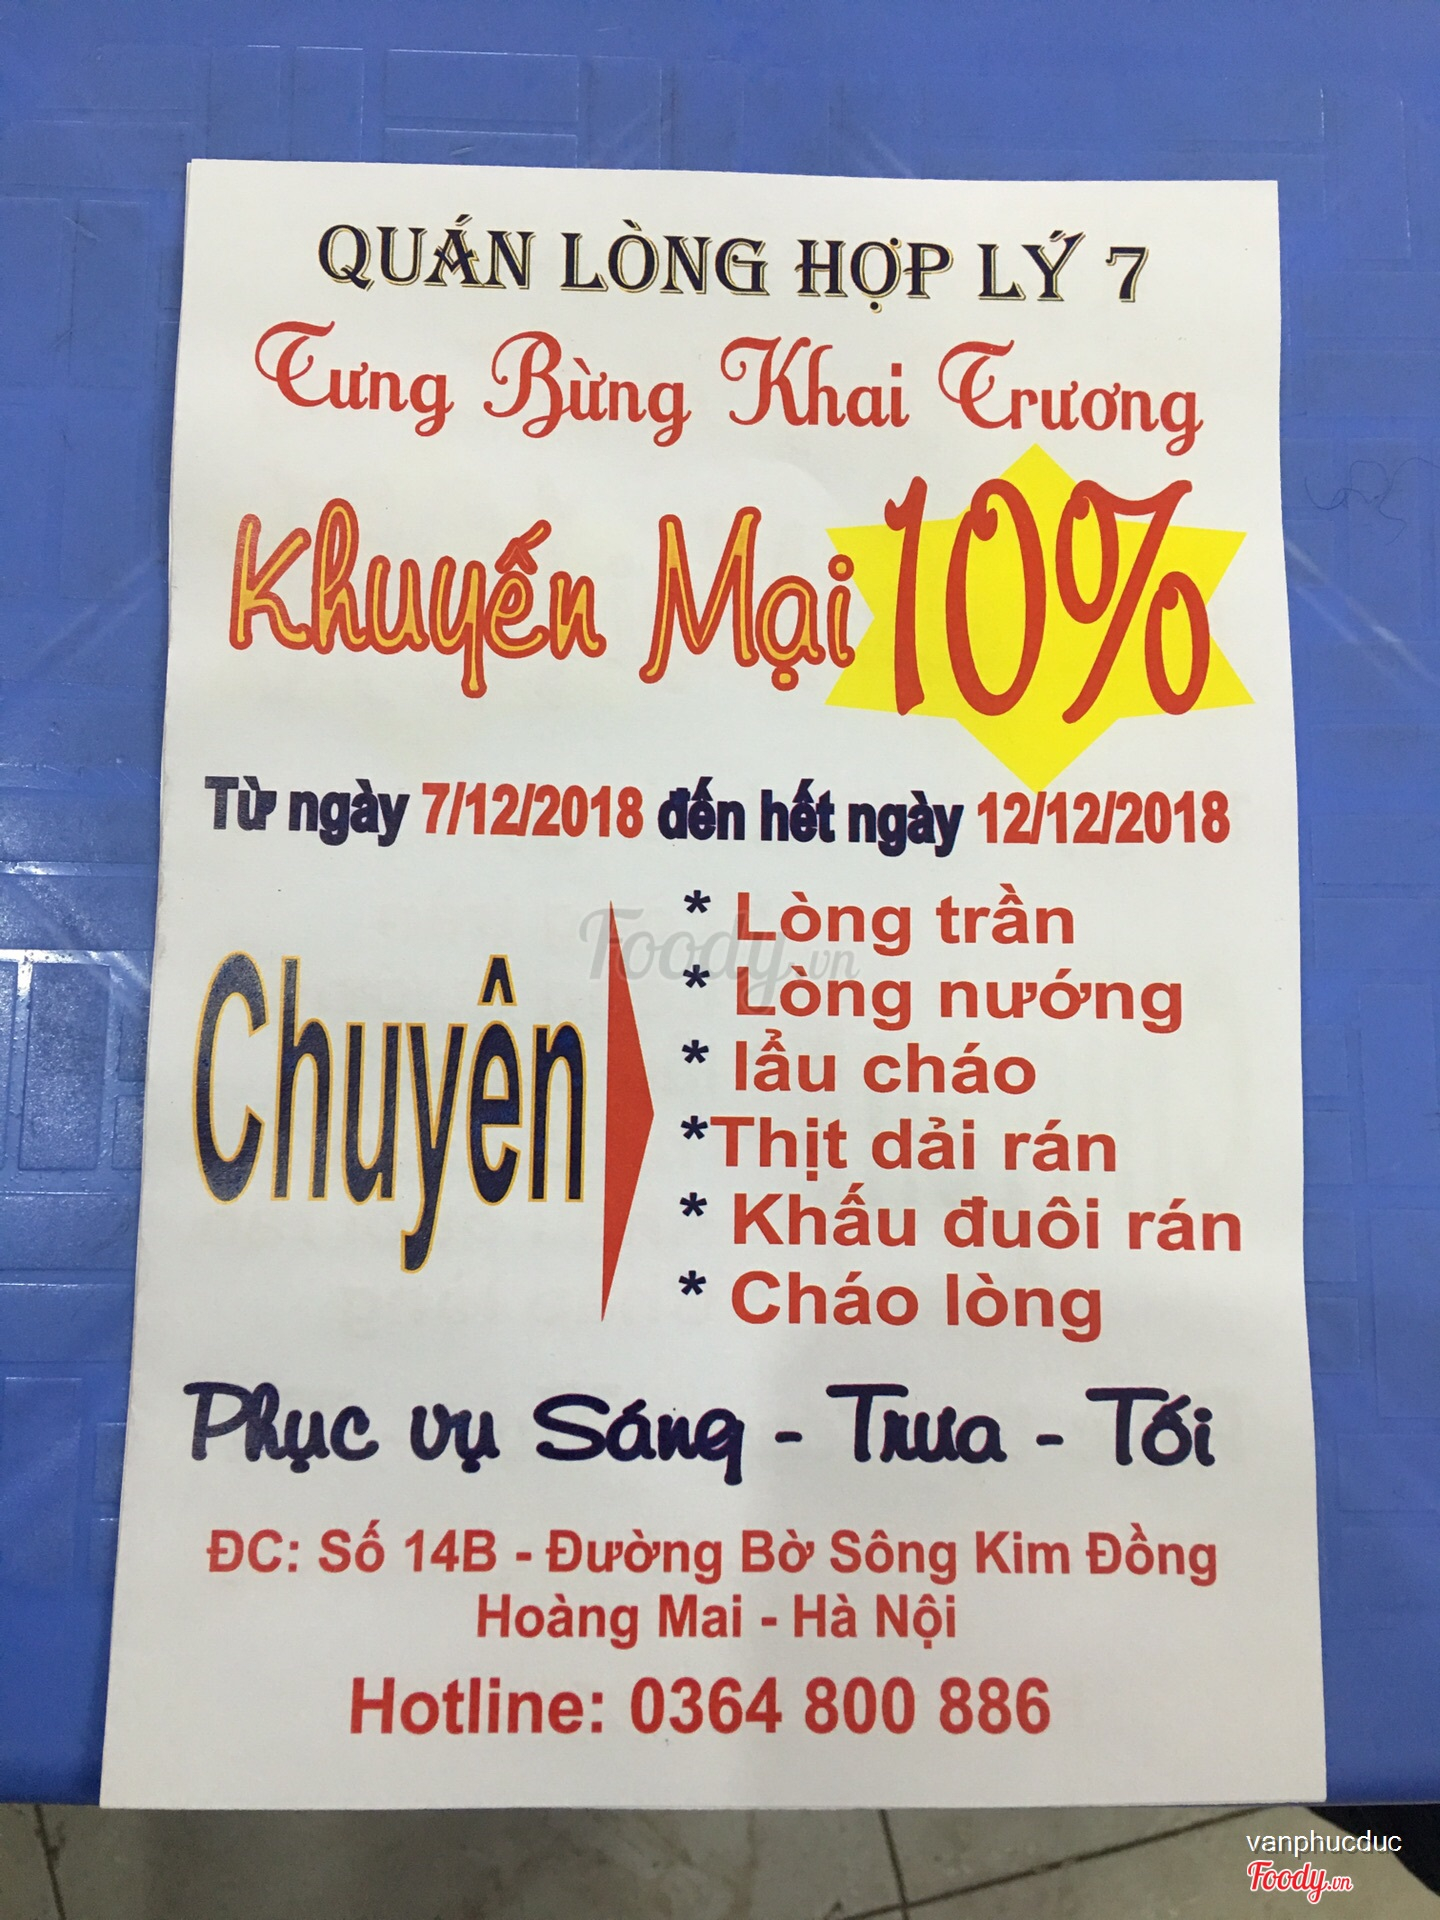 QUÁN LÒNG HỢP LÝ 7
Tưng Bừng Khai Trương
Khuyến Mại 10%
Từ ngày 7/12/2018 đến hết ngày 12/12/2018
Chuyên
* Lòng trần
* Lòng nướng
* lẩu cháo
*Thịt dải rán
* Khấu đuôi rán
* Cháo lòng
Foody.vn
Phục vụ Sáng - Trưa - Tối
ĐC: Số 14B - Đường Bờ Sông Kim Đồng
Hoàng Mai - Hà Nội
Hotline: 0364 800 886
vanphucduc
Foody.vn